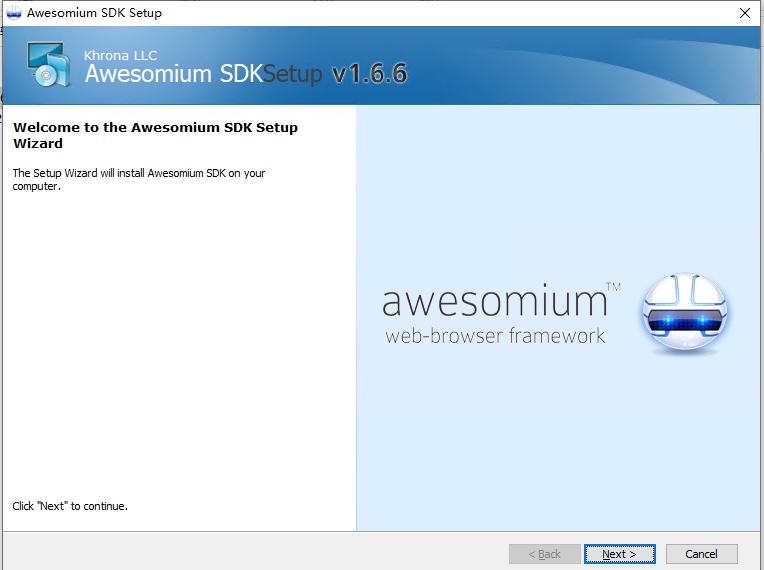 Awesomium SDK Setup
Khrona LLC
Awesomium SDKSetup v1.6.6
Welcome to the Awesomium SDK Setup
Wizard
The Setup Wizard will install Awesomium SDK on your
computer.
awesomium™
web-browser framework
Click "Next" to continue.
< Back
Next >
Cancel